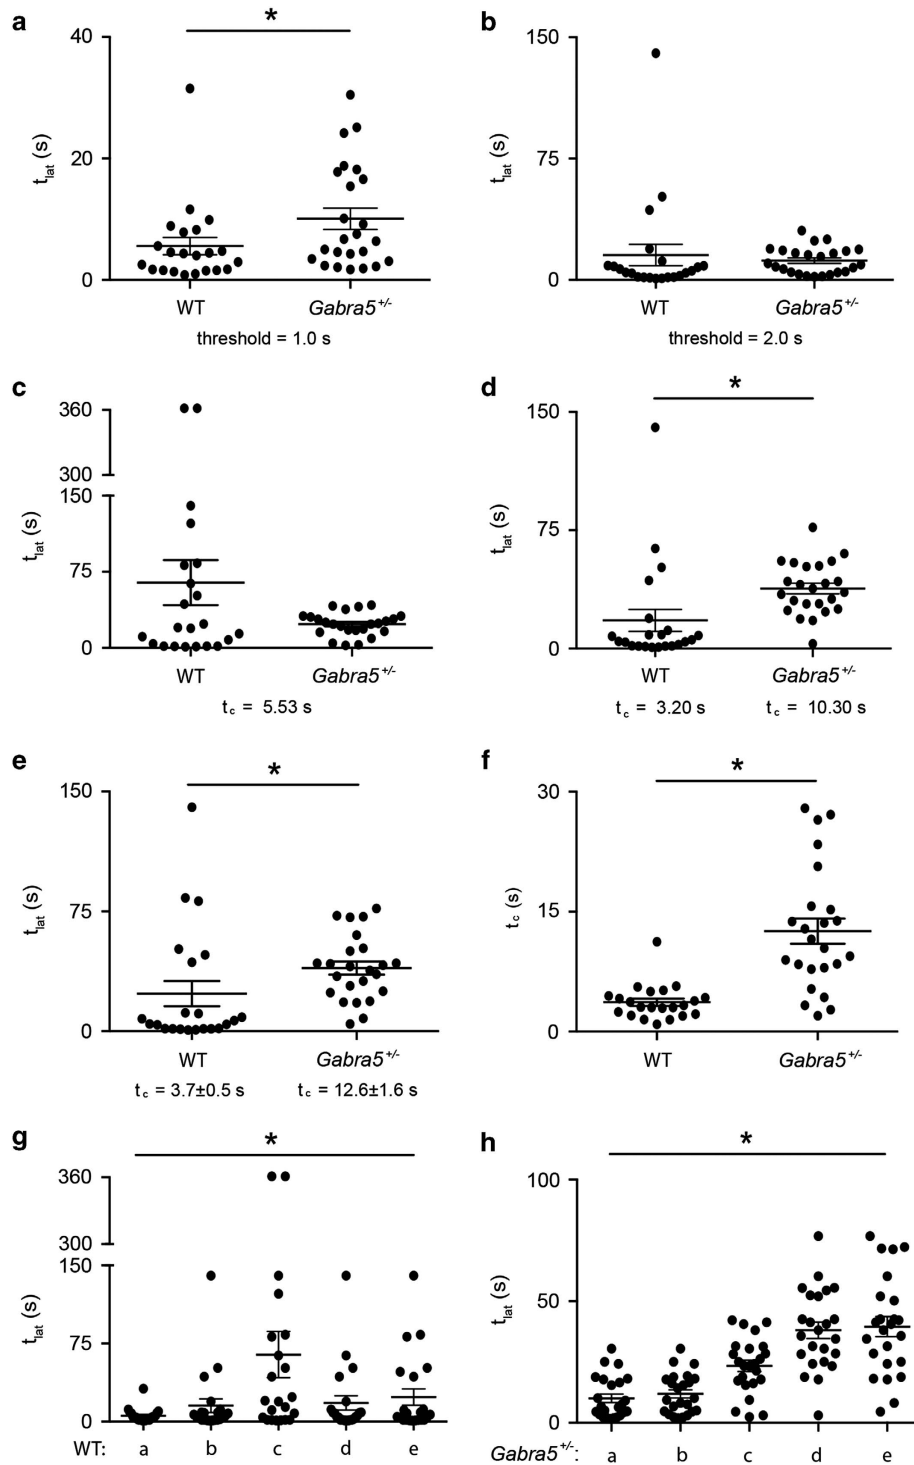 a
*
40
20
0
t_lat (s)
WT
Gabra5+/-
threshold = 1.0 s
b
150
75
0
t_lat (s)
WT
Gabra5+/-
threshold = 2.0 s
c
360
300
150
75
0
t_lat (s)
WT
Gabra5+/-
t_c = 5.53 s
d
*
150
75
0
t_lat (s)
WT
Gabra5+/-
t_c = 3.20 s
t_c = 10.30 s
e
*
150
75
0
t_lat (s)
WT
Gabra5+/-
t_c = 3.7±0.5 s
t_c = 12.6±1.6 s
f
*
30
15
0
t_c (s)
WT
Gabra5+/-
g
*
360
300
150
75
0
t_lat (s)
WT: a b c d e
h
*
100
50
0
t_lat (s)
Gabra5+/-: a b c d e